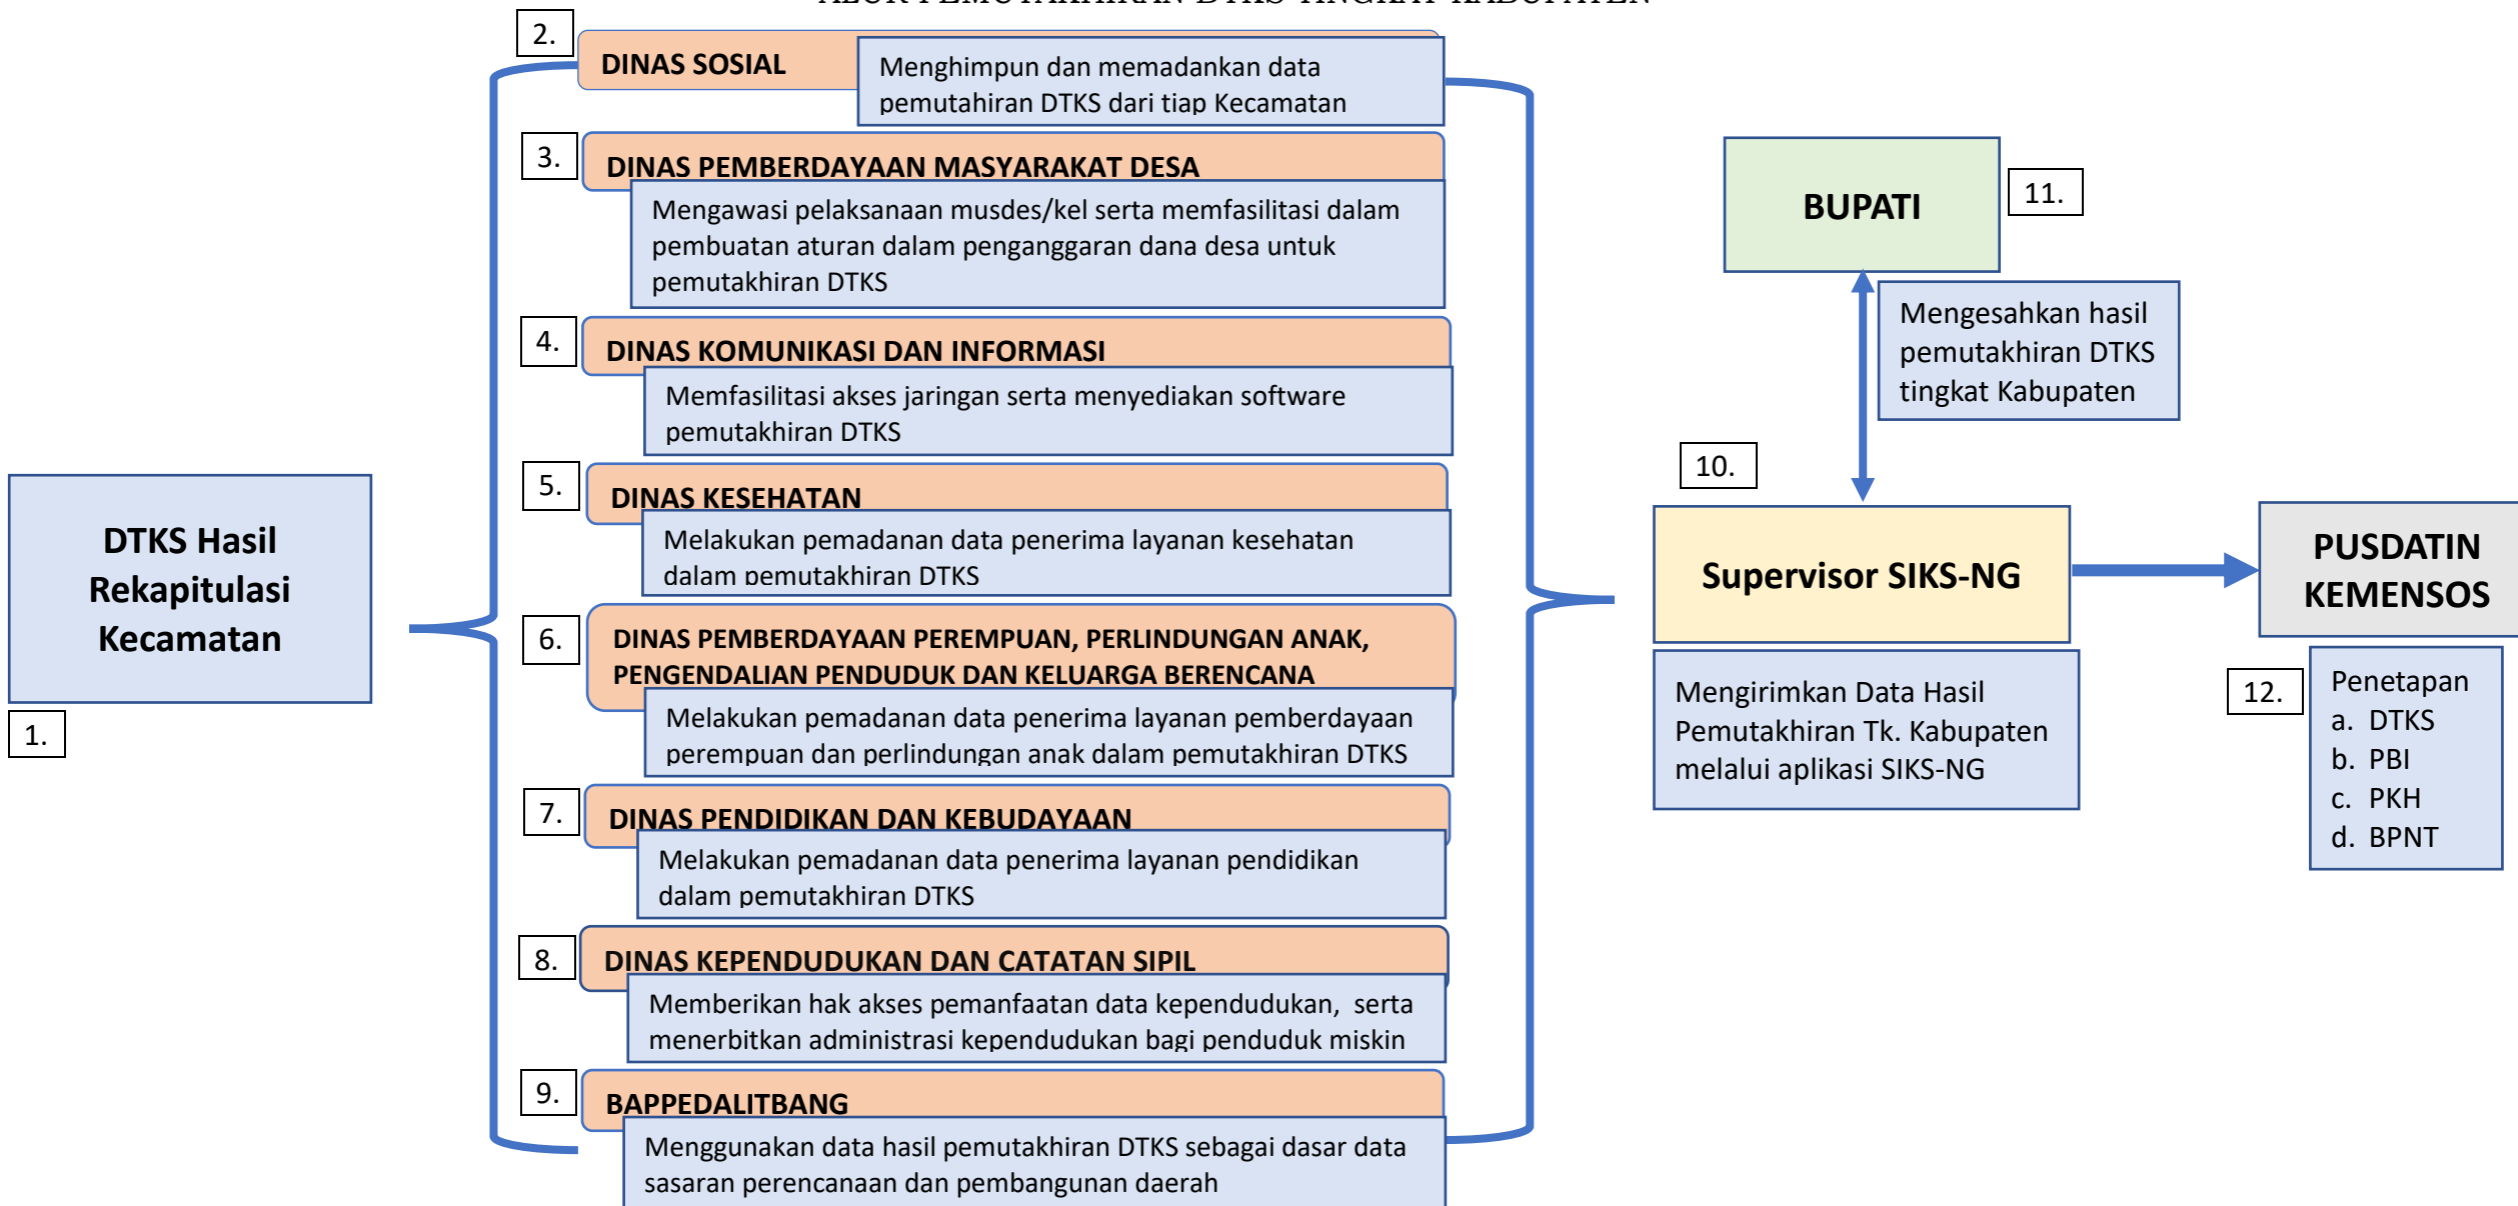 ALUR PEMUTAKHIRAN DTKS TINGKAT KABUPATEN
2.
DINAS SOSIAL
Menghimpun dan memadankan data
pemutahiran DTKS dari tiap Kecamatan
3.
DINAS PEMBERDAYAAN MASYARAKAT DESA
Mengawasi pelaksanaan musdes/kel serta memfasilitasi dalam
pembuatan aturan dalam penganggaran dana desa untuk
pemutakhiran DTKS
4.
DINAS KOMUNIKASI DAN INFORMASI
Memfasilitasi akses jaringan serta menyediakan software
pemutakhiran DTKS
5.
DINAS KESEHATAN
Melakukan pemadanan data penerima layanan kesehatan
dalam pemutakhiran DTKS
6.
DINAS PEMBERDAYAAN PEREMPUAN, PERLINDUNGAN ANAK,
PENGENDALIAN PENDUDUK DAN KELUARGA BERENCANA
Melakukan pemadanan data penerima layanan pemberdayaan
perempuan dan perlindungan anak dalam pemutakhiran DTKS
7.
DINAS PENDIDIKAN DAN KEBUDAYAAN
Melakukan pemadanan data penerima layanan pendidikan
dalam pemutakhiran DTKS
8.
DINAS KEPENDUDUKAN DAN CATATAN SIPIL
Memberikan hak akses pemanfaatan data kependudukan, serta
menerbitkan administrasi kependudukan bagi penduduk miskin
9.
BAPPEDALITBANG
Menggunakan data hasil pemutakhiran DTKS sebagai dasar data
sasaran perencanaan dan pembangunan daerah
DTKS Hasil
Rekapitulasi
Kecamatan
1.
BUPATI
11.
Mengesahkan hasil
pemutakhiran DTKS
tingkat Kabupaten
10.
Supervisor SIKS-NG
Mengirimkan Data Hasil
Pemutakhiran Tk. Kabupaten
melalui aplikasi SIKS-NG
PUSDATIN
KEMENSOS
12.
Penetapan
a. DTKS
b. PBI
c. PKH
d. BPNT